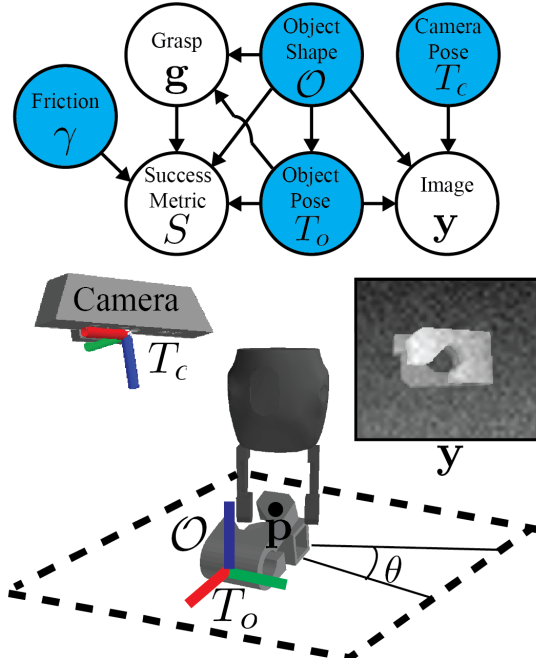 Grasp
g
Object
Shape
𝒪
Camera
Pose
T_c
Friction
γ
Success
Metric
S
Object
Pose
T_o
Image
y
Camera
T_c
y
𝒪
p
θ
T_o